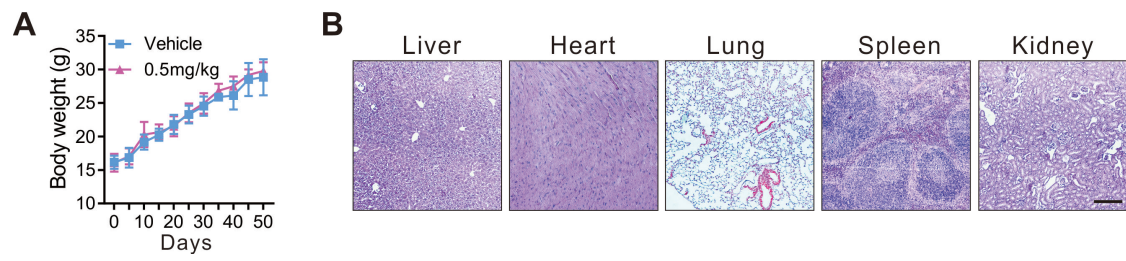 A
Body weight (g)
35
30
25
20
15
10
Vehicle
0.5mg/kg
0 10 20 30 40 50
Days
B
Liver Heart Lung Spleen Kidney